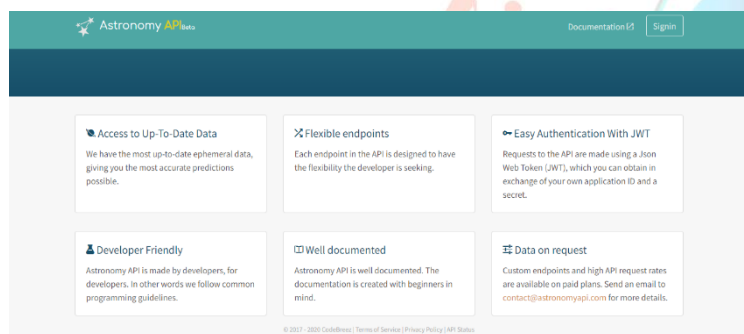 Astronomy APIBeta
Documentation
Signin
Access to Up-To-Date Data
We have the most up-to-date ephemeral data,
giving you the most accurate predictions
possible.
Flexible endpoints
Each endpoint in the API is designed to have
the flexibility the developer is seeking.
Easy Authentication With JWT
Requests to the API are made using a Json
Web Token (JWT), which you can obtain in
exchange of your own application ID and a
secret.
Developer Friendly
Astronomy API is made by developers, for
developers. In other words we follow common
programming guidelines.
Well documented
Astronomy API is well documented. The
documentation is created with beginners in
mind.
Data on request
Custom endpoints and high API request rates
are available on paid plans. Send an email to
contact@astronomyapi.com for more details.
© 2017 - 2020 CodeBreaz | Terms of Service | Privacy Policy | API Status